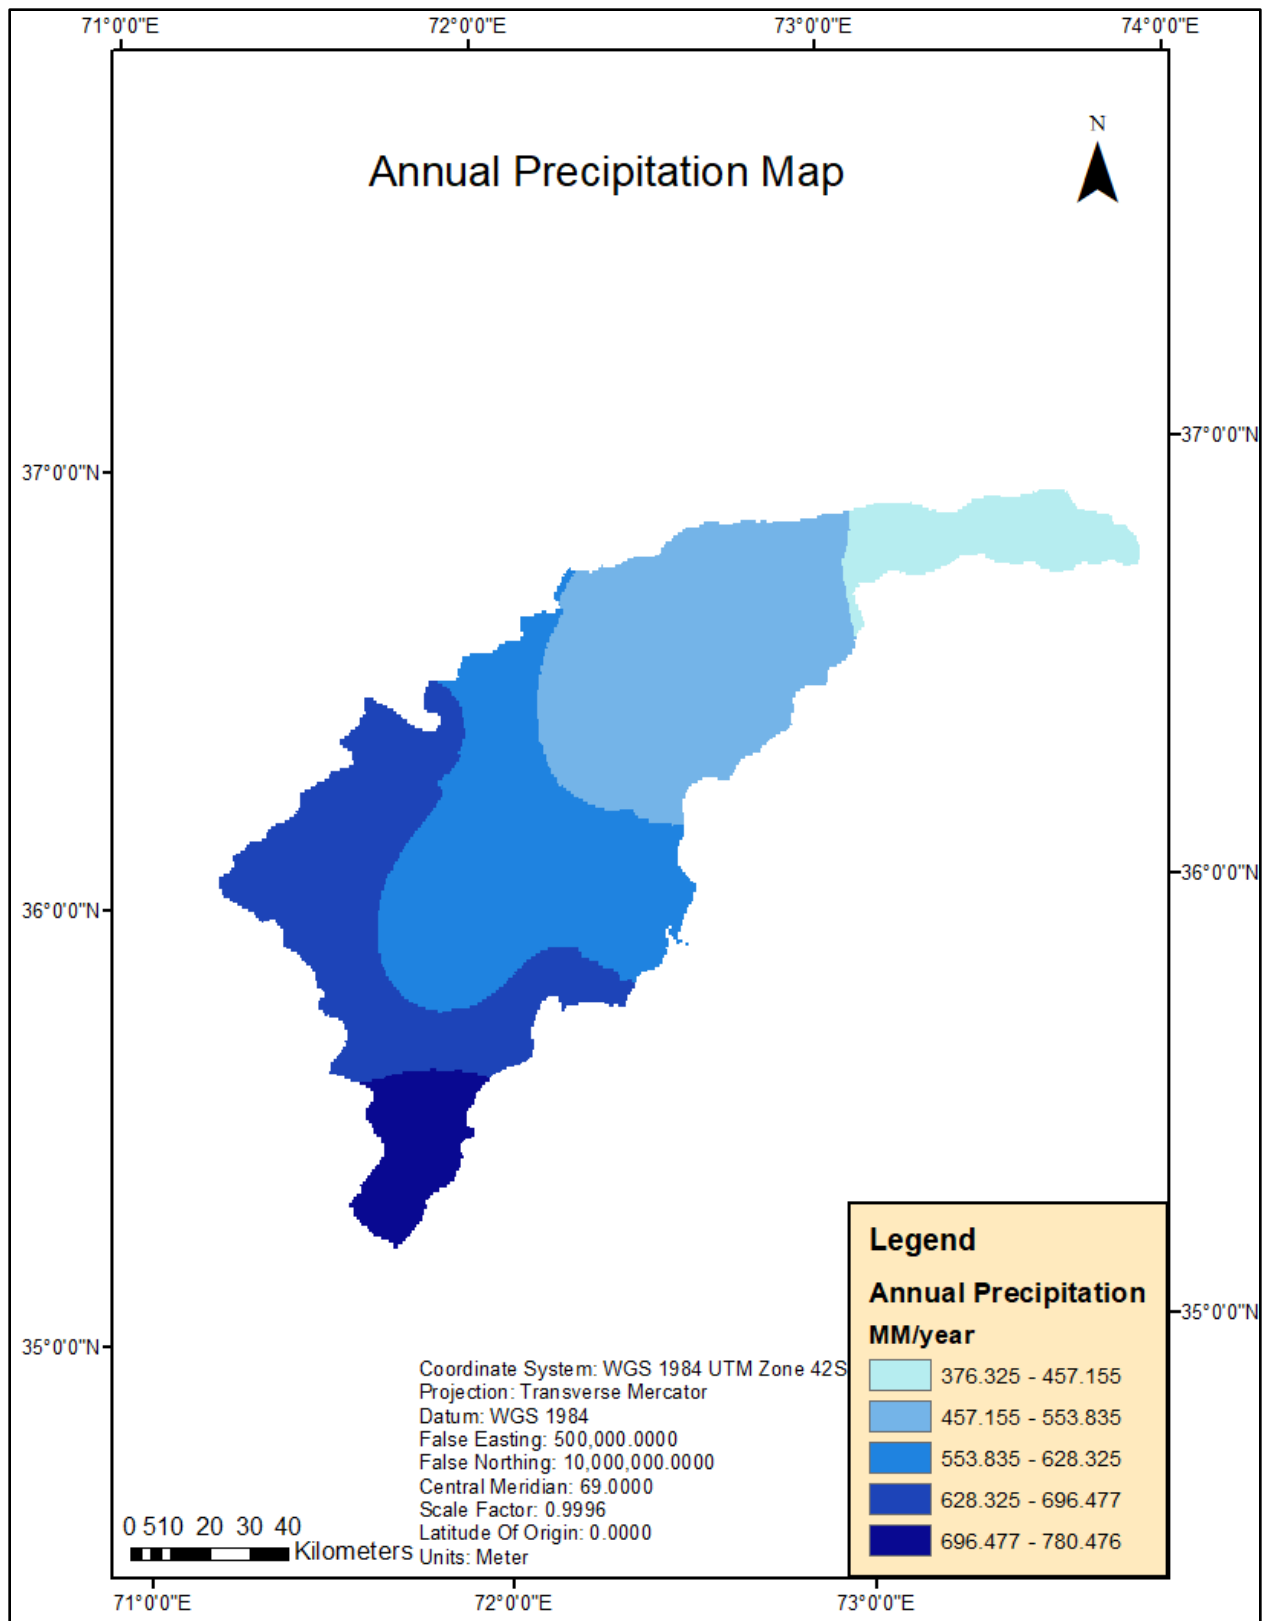 71°0'0"E 72°0'0"E 73°0'0"E 74°0'0"E
N
Annual Precipitation Map
37°0'0"N
37°0'0"N
36°0'0"N
36°0'0"N
35°0'0"N
35°0'0"N
Legend
Annual Precipitation
MM/year
376.325 - 457.155
457.155 - 553.835
553.835 - 628.325
628.325 - 696.477
696.477 - 780.476
Coordinate System: WGS 1984 UTM Zone 42S
Projection: Transverse Mercator
Datum: WGS 1984
False Easting: 500,000.0000
False Northing: 10,000,000.0000
Central Meridian: 69.0000
Scale Factor: 0.9996
Latitude Of Origin: 0.0000
Units: Meter
0 5 10 20 30 40
Kilometers
71°0'0"E 72°0'0"E 73°0'0"E